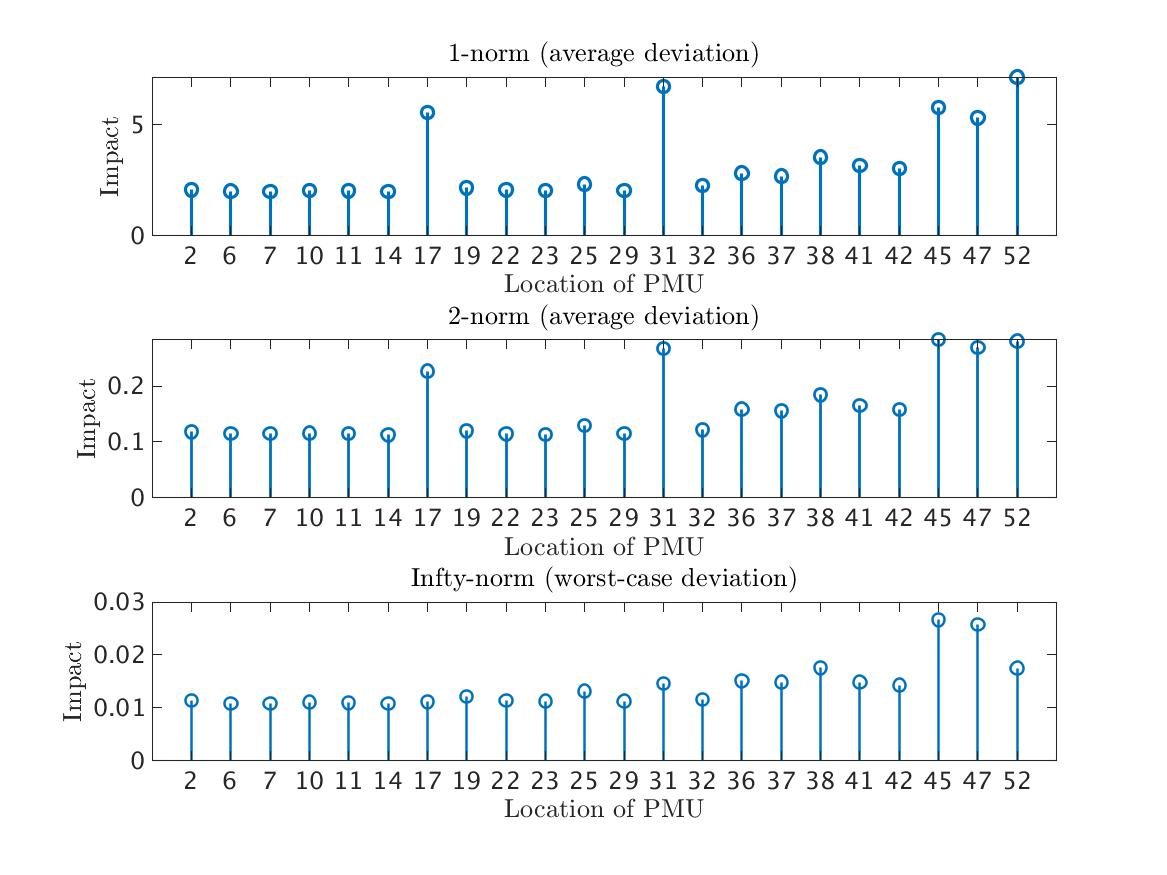 1-norm (average deviation)
5
0
Impact
2 6 7 10 11 14 17 19 22 23 25 29 31 32 36 37 38 41 42 45 47 52
Location of PMU
2-norm (average deviation)
0.2
0.1
0
Impact
2 6 7 10 11 14 17 19 22 23 25 29 31 32 36 37 38 41 42 45 47 52
Location of PMU
Infty-norm (worst-case deviation)
0.03
0.02
0.01
0
Impact
2 6 7 10 11 14 17 19 22 23 25 29 31 32 36 37 38 41 42 45 47 52
Location of PMU